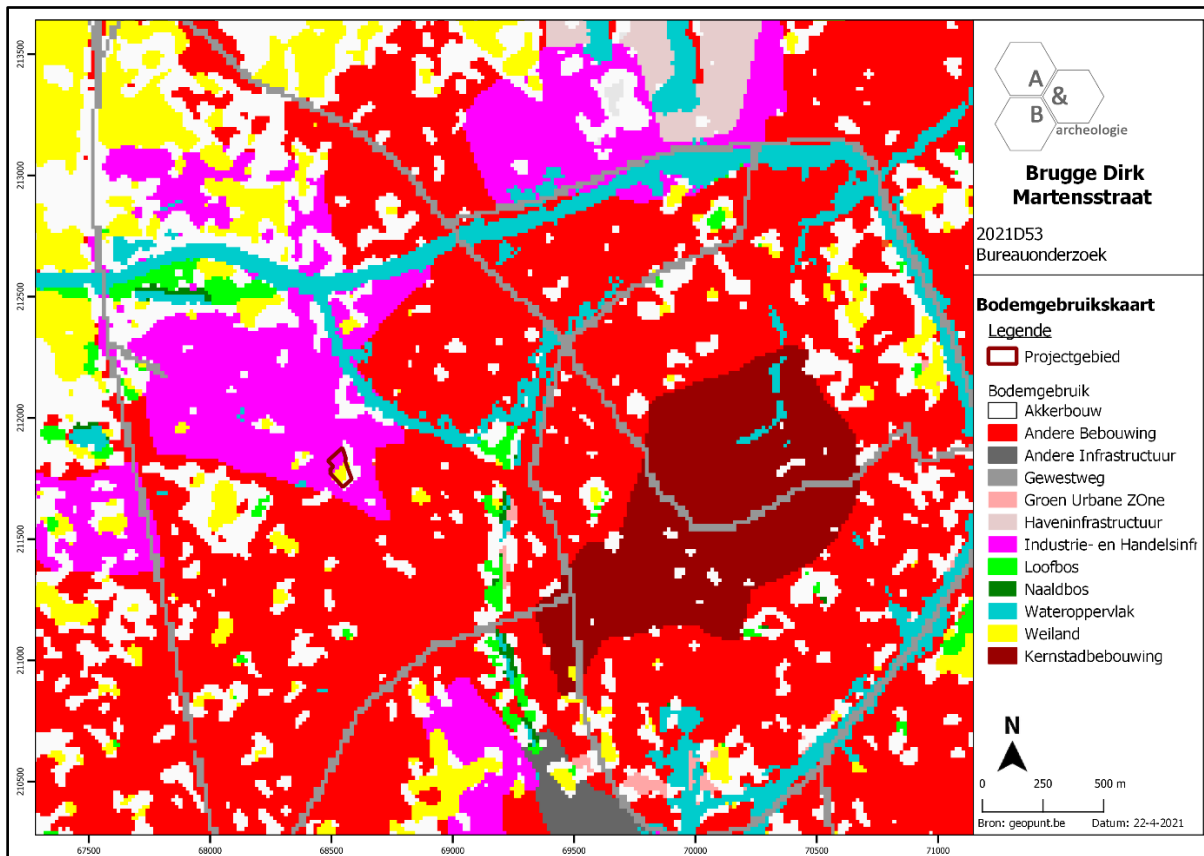 A
&
B
archeologie
Brugge Dirk
Martensstraat
2021D53
Bureauonderzoek
Bodemgebruikskaart
Legende
Projectgebied
Bodemgebruik
Akkerbouw
Andere Bebouwing
Andere Infrastructuur
Gewestweg
Groen Urbane ZOne
Haveninfrastructuur
Industrie- en Handelsinfr
Loofbos
Naaldbos
Wateroppervlak
Weiland
Kernstadbebouwing
N
0 250 500 m
Bron: geopunt.be Datum: 22-4-2021
213500
213000
212500
212000
211500
211000
210500
67500 68000 68500 69000 69500 70000 70500 71000